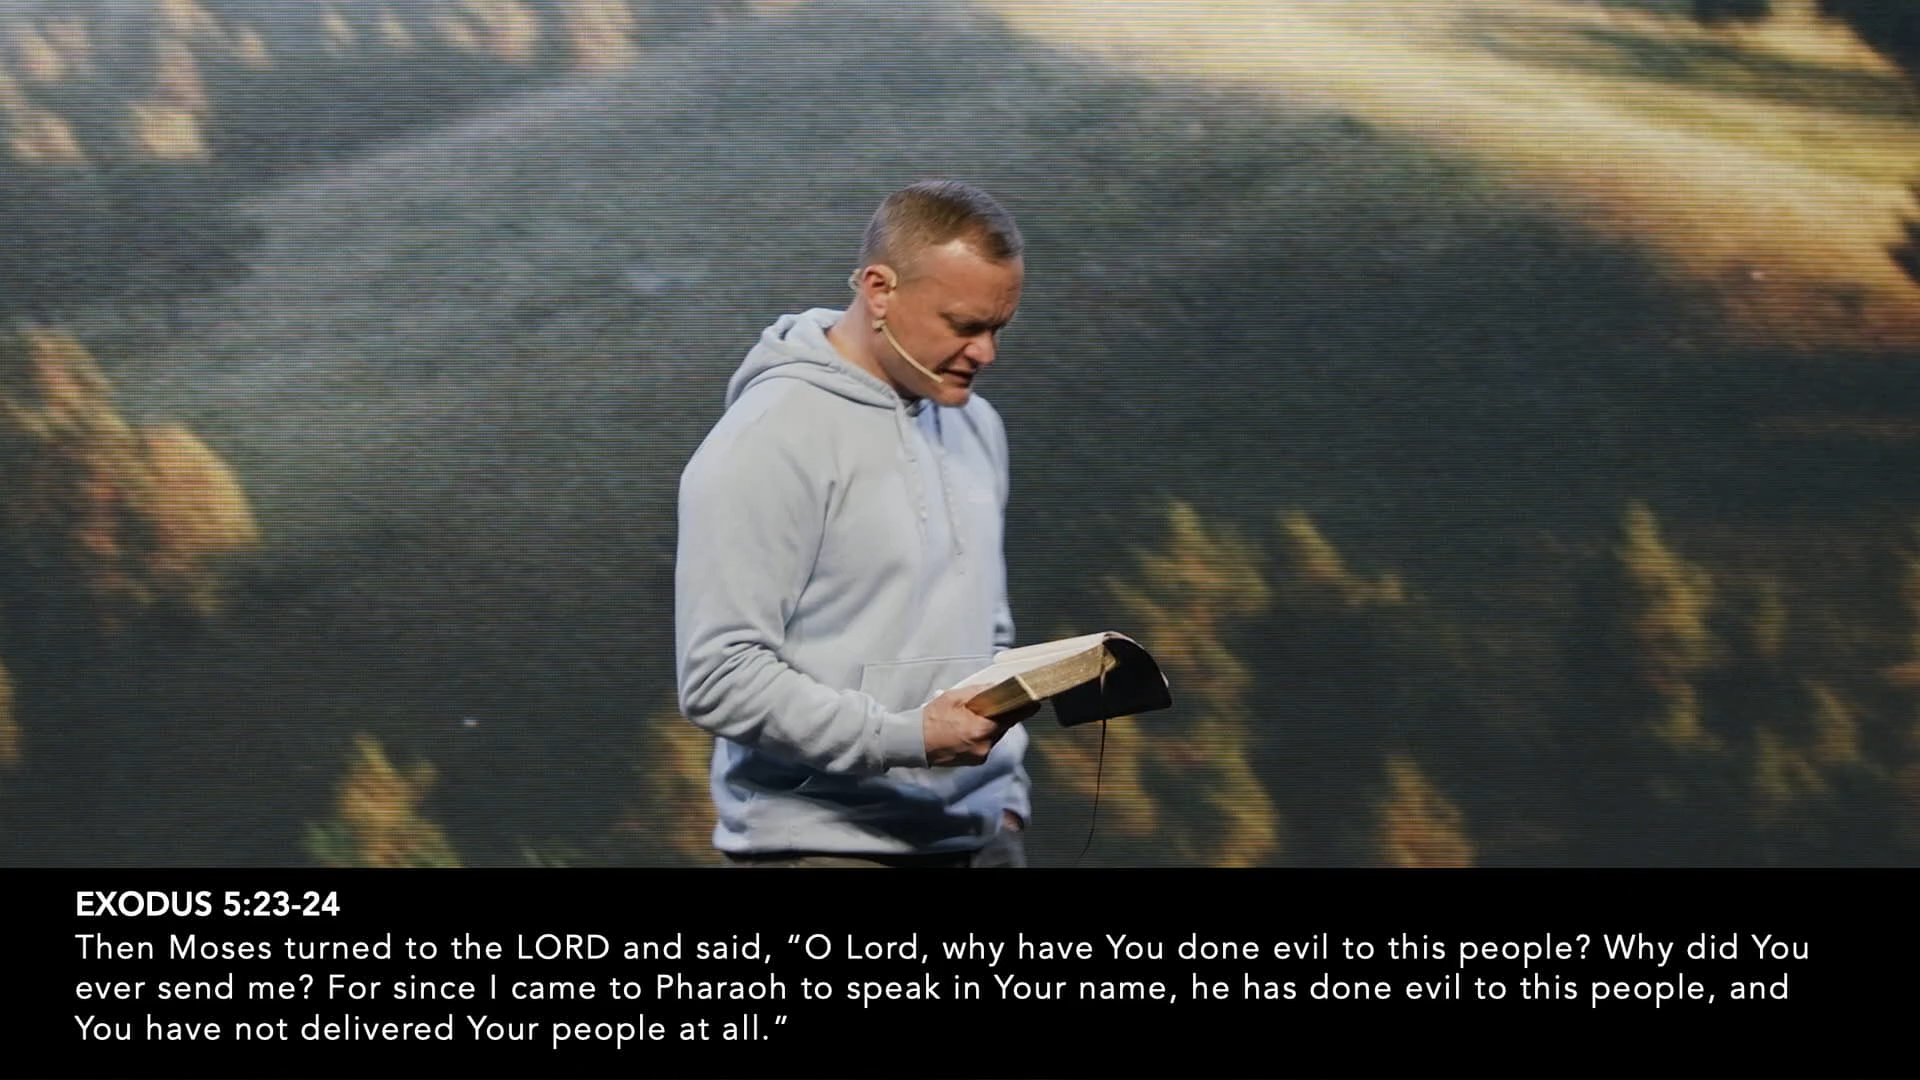 EXODUS 5:23-24
Then Moses turned to the LORD and said, “O Lord, why have You done evil to this people? Why did You
ever send me? For since I came to Pharaoh to speak in Your name, he has done evil to this people, and
You have not delivered Your people at all.”